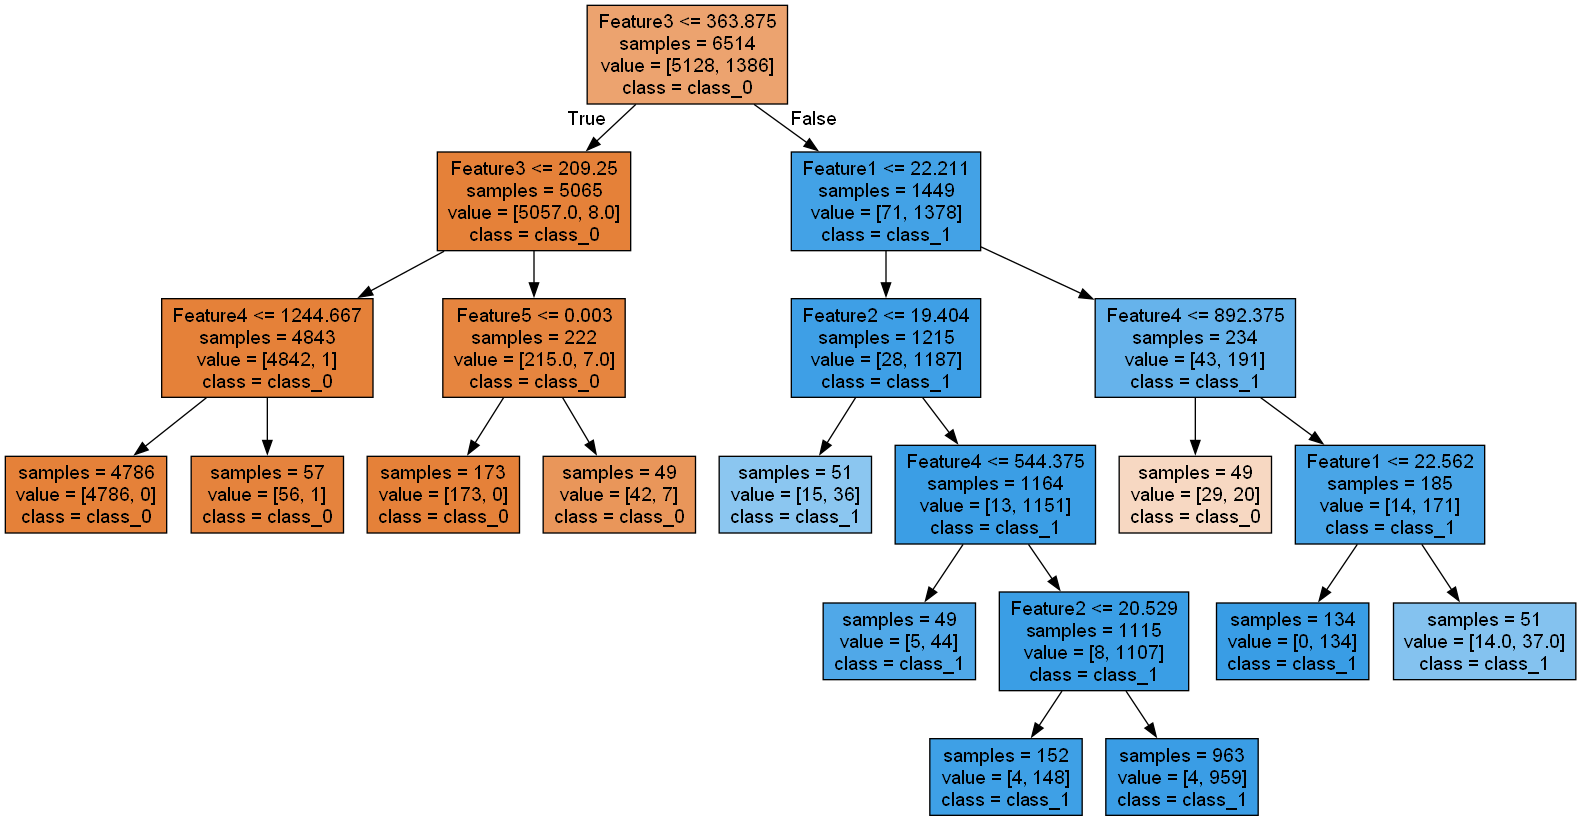 Feature3 <= 363.875
samples = 6514
value = [5128, 1386]
class = class_0
True
False
Feature3 <= 209.25
samples = 5065
value = [5057.0, 8.0]
class = class_0
Feature1 <= 22.211
samples = 1449
value = [71, 1378]
class = class_1
Feature4 <= 1244.667
samples = 4843
value = [4842, 1]
class = class_0
Feature5 <= 0.003
samples = 222
value = [215.0, 7.0]
class = class_0
Feature2 <= 19.404
samples = 1215
value = [28, 1187]
class = class_1
Feature4 <= 892.375
samples = 234
value = [43, 191]
class = class_1
samples = 4786
value = [4786, 0]
class = class_0
samples = 57
value = [56, 1]
class = class_0
samples = 173
value = [173, 0]
class = class_0
samples = 49
value = [42, 7]
class = class_0
samples = 51
value = [15, 36]
class = class_1
Feature4 <= 544.375
samples = 1164
value = [13, 1151]
class = class_1
samples = 49
value = [29, 20]
class = class_0
Feature1 <= 22.562
samples = 185
value = [14, 171]
class = class_1
samples = 49
value = [5, 44]
class = class_1
Feature2 <= 20.529
samples = 1115
value = [8, 1107]
class = class_1
samples = 134
value = [0, 134]
class = class_1
samples = 51
value = [14.0, 37.0]
class = class_1
samples = 152
value = [4, 148]
class = class_1
samples = 963
value = [4, 959]
class = class_1